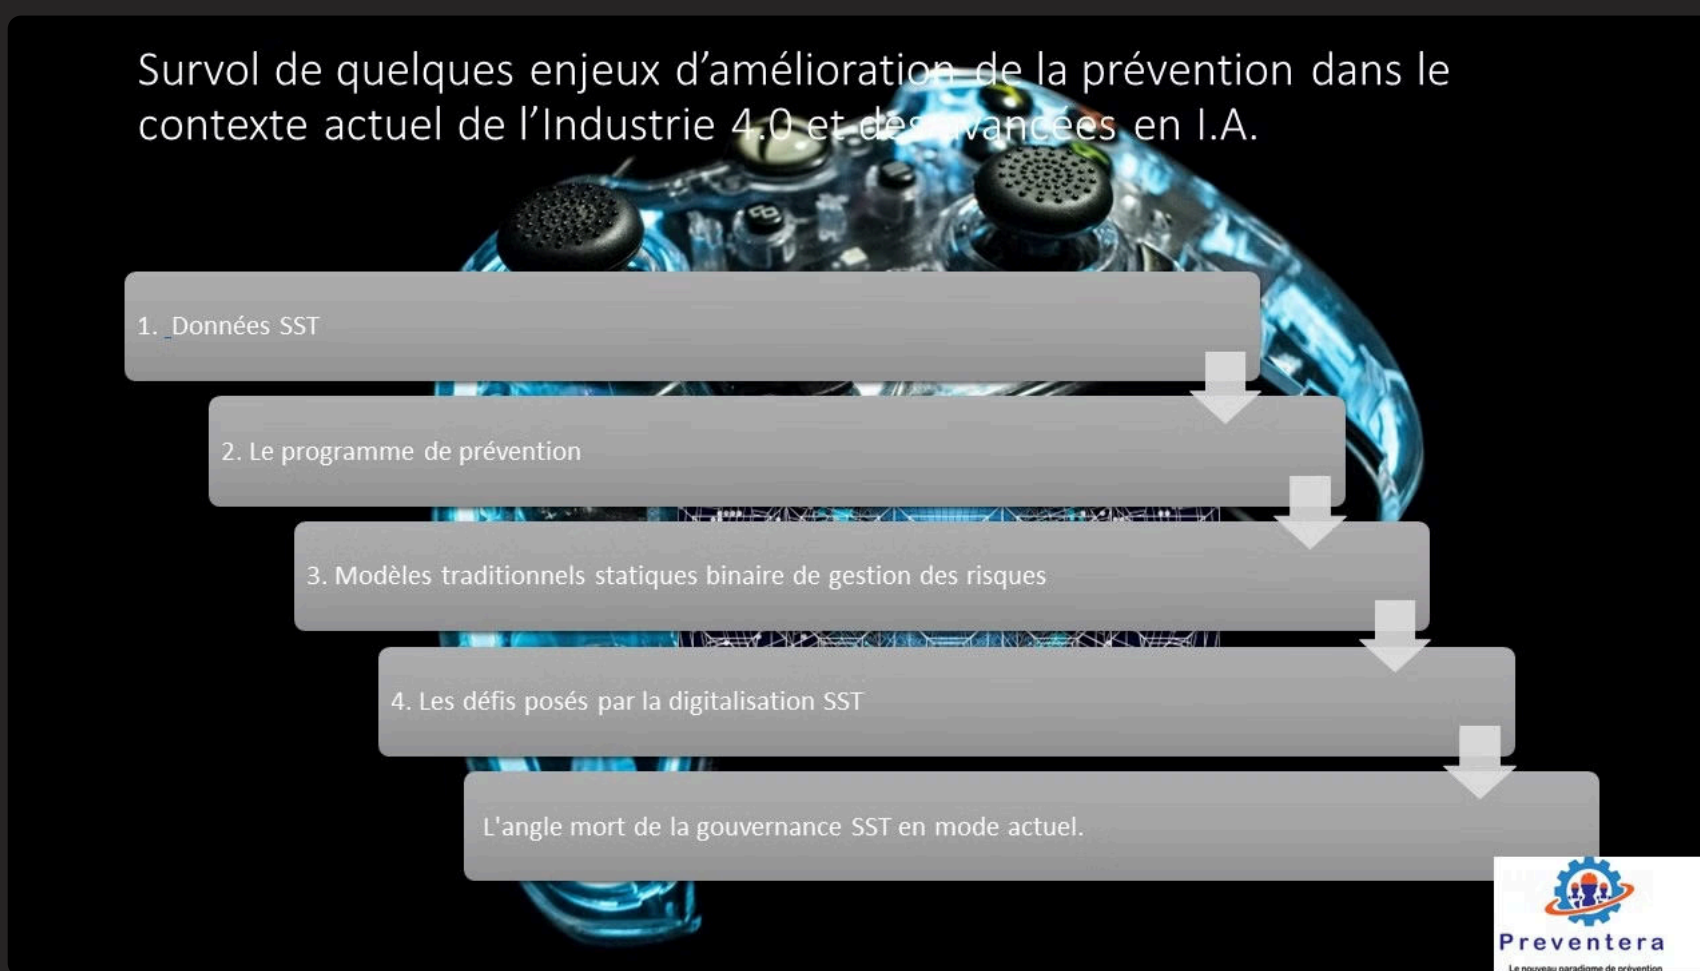 Survol de quelques enjeux d’amélioration de la prévention dans le
contexte actuel de l’Industrie 4.0 et des avancées en I.A.
1. Données SST
2. Le programme de prévention
3. Modèles traditionnels statiques binaire de gestion des risques
4. Les défis posés par la digitalisation SST
L'angle mort de la gouvernance SST en mode actuel.
Preventera
Le nouveau paradigme de prévention